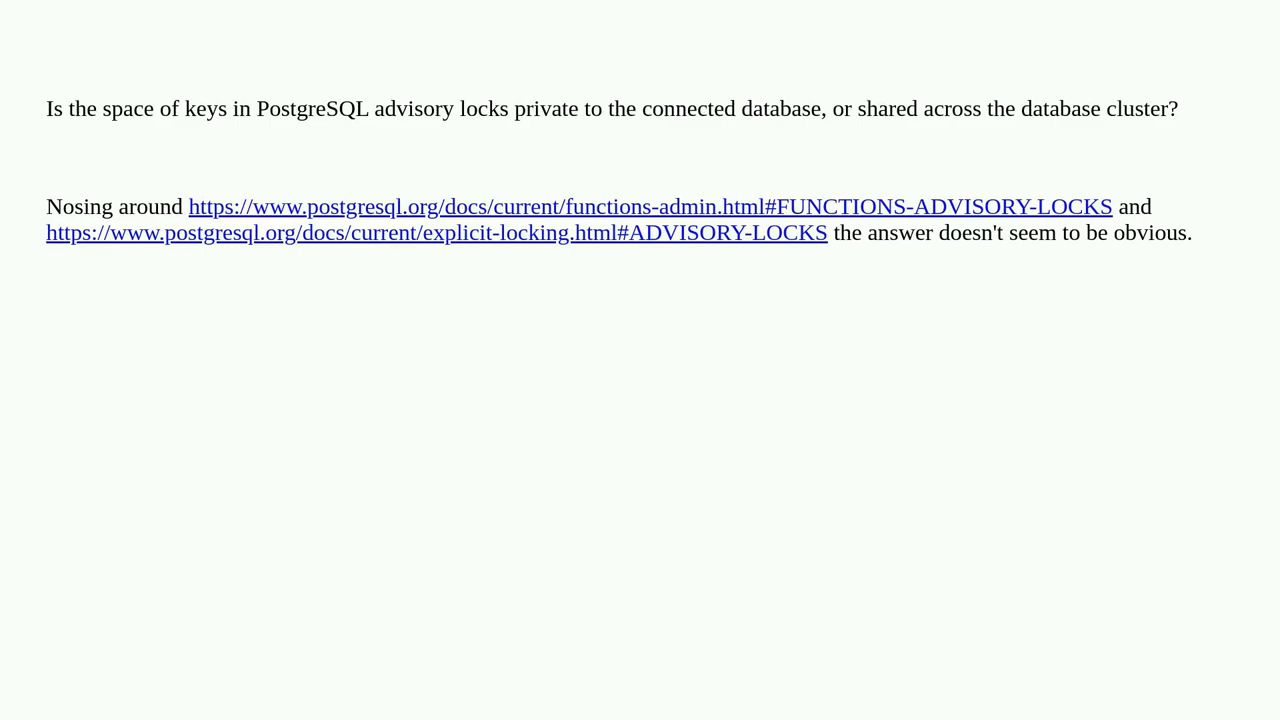 Is the space of keys in PostgreSQL advisory locks private to the connected database, or shared across the database cluster?
Nosing around https://www.postgresql.org/docs/current/functions-admin.html#FUNCTIONS-ADVISORY-LOCKS and
https://www.postgresql.org/docs/current/explicit-locking.html#ADVISORY-LOCKS the answer doesn't seem to be obvious.